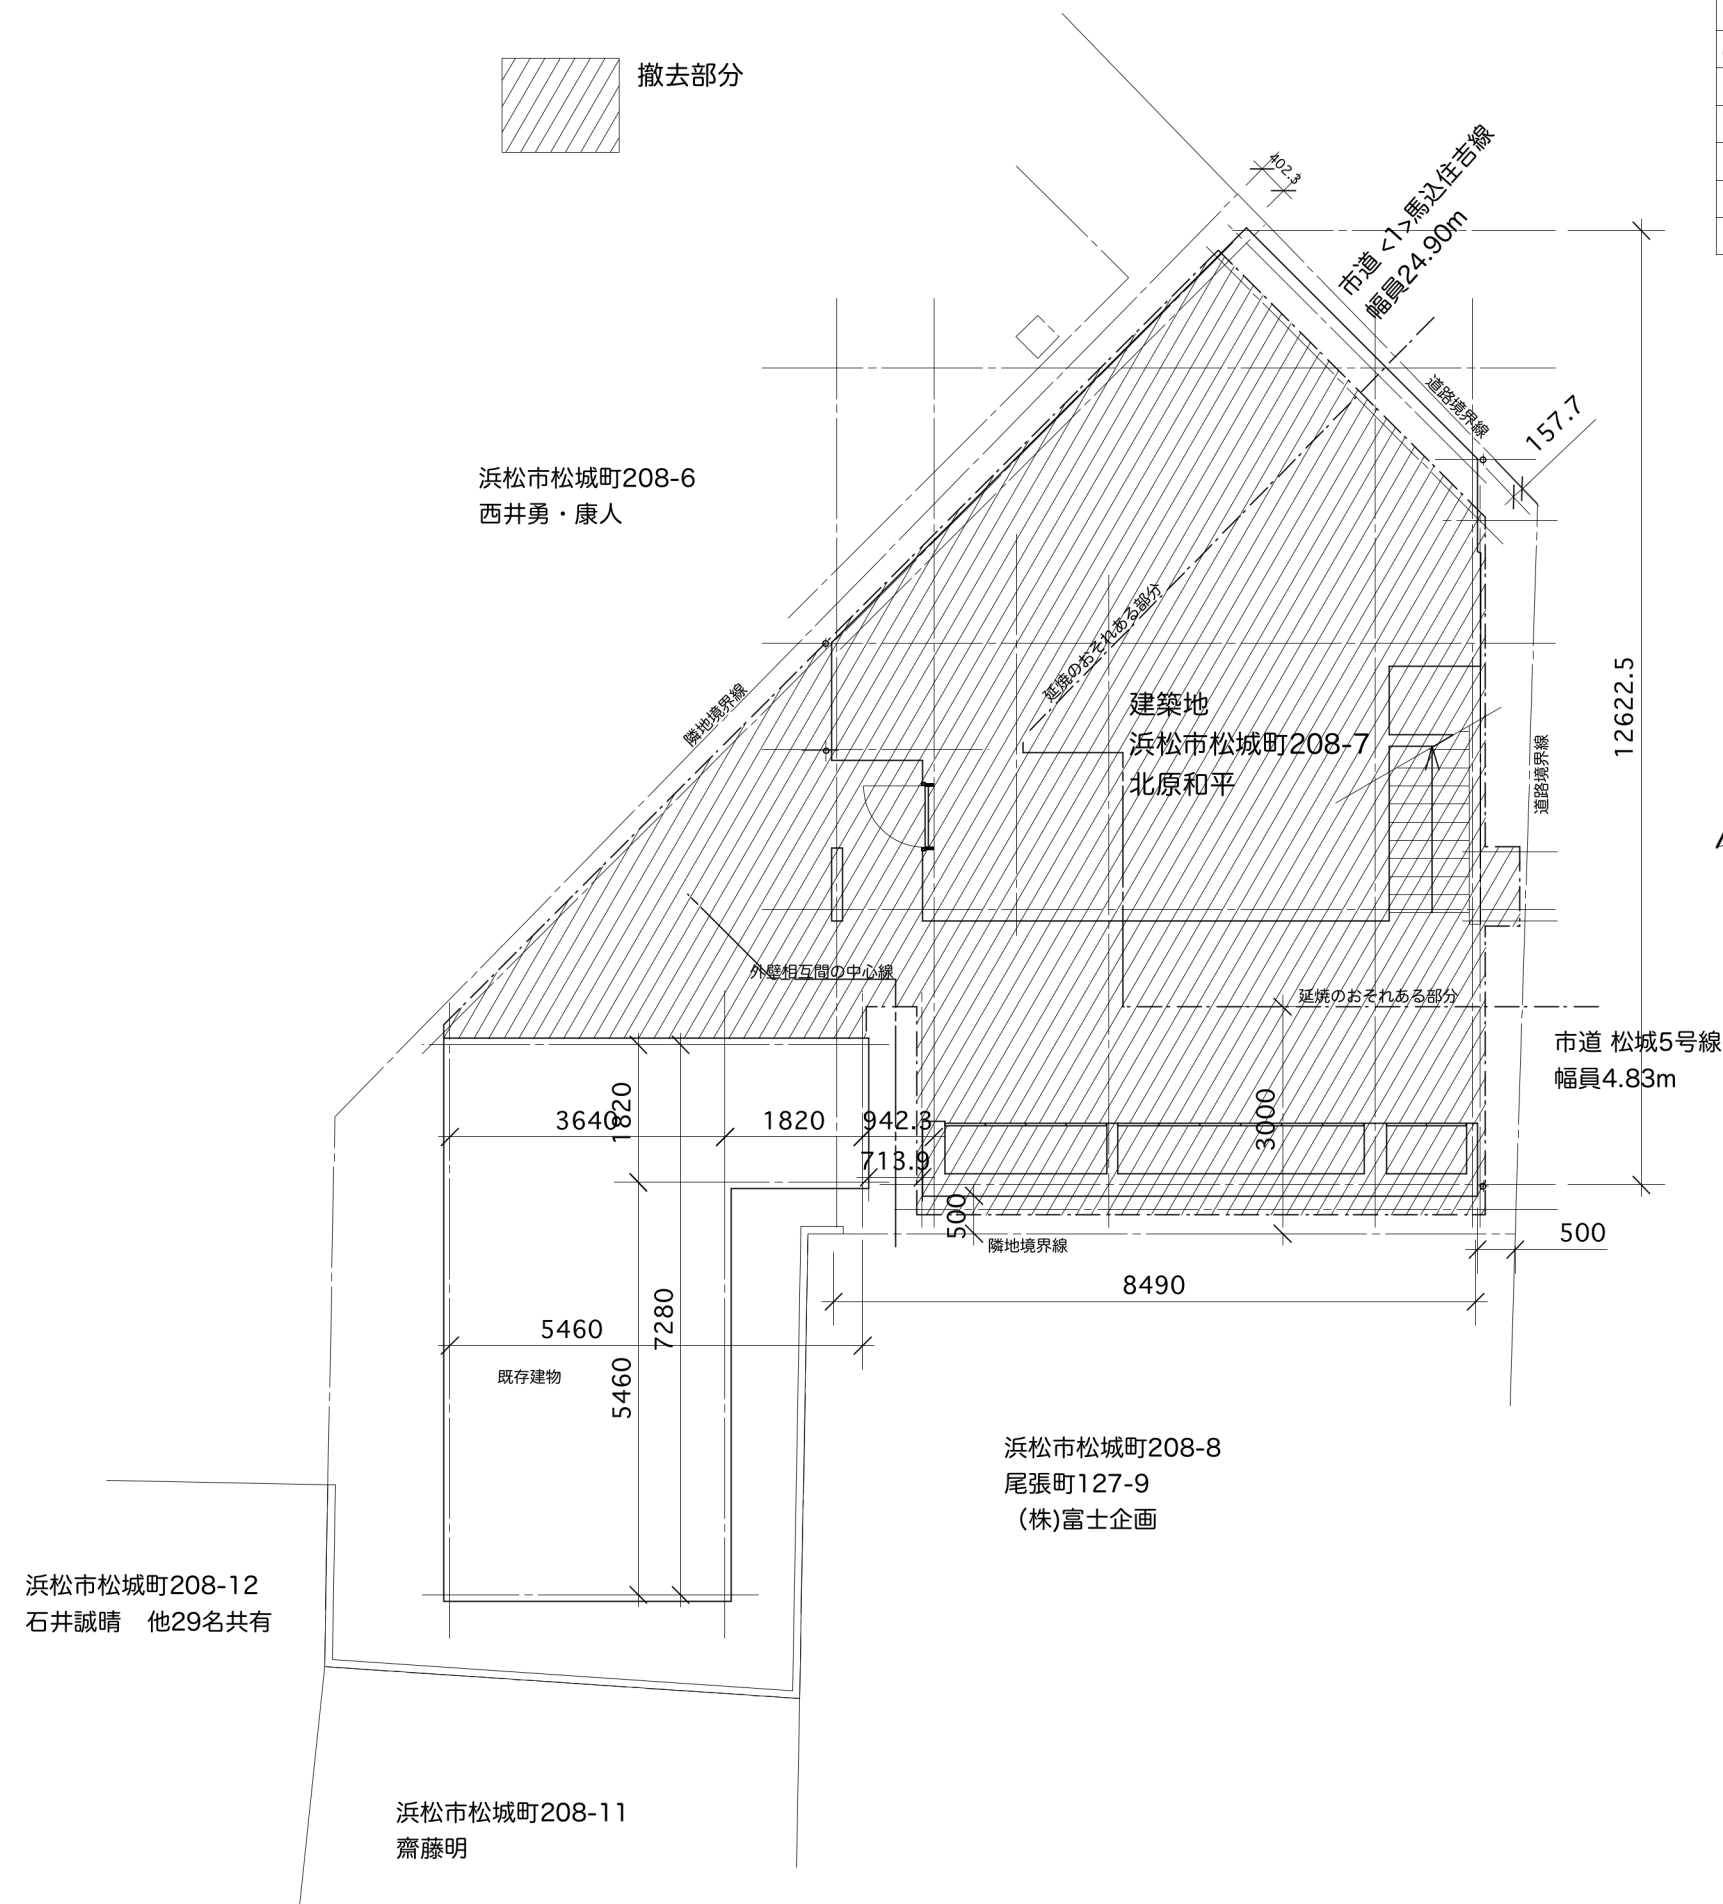 撤去部分
402.3
市道 <1>馬込住吉線
幅員24.90m
道路境界線
157.7
浜松市松城町208-6
西井勇・康人
延焼のおそれある部分
隣地境界線
建築地
浜松市松城町208-7
北原和平
12622.5
道路境界線
外壁相互間の中心線
延焼のおそれある部分
市道 松城5号線
幅員4.83m
3640
1820
1820
942.3
713.9
3000
500
隣地境界線
500
8490
5460
7280
5460
既存建物
浜松市松城町208-8
尾張町127-9
(株)富士企画
浜松市松城町208-12
石井誠晴　他29名共有
浜松市松城町208-11
齋藤明